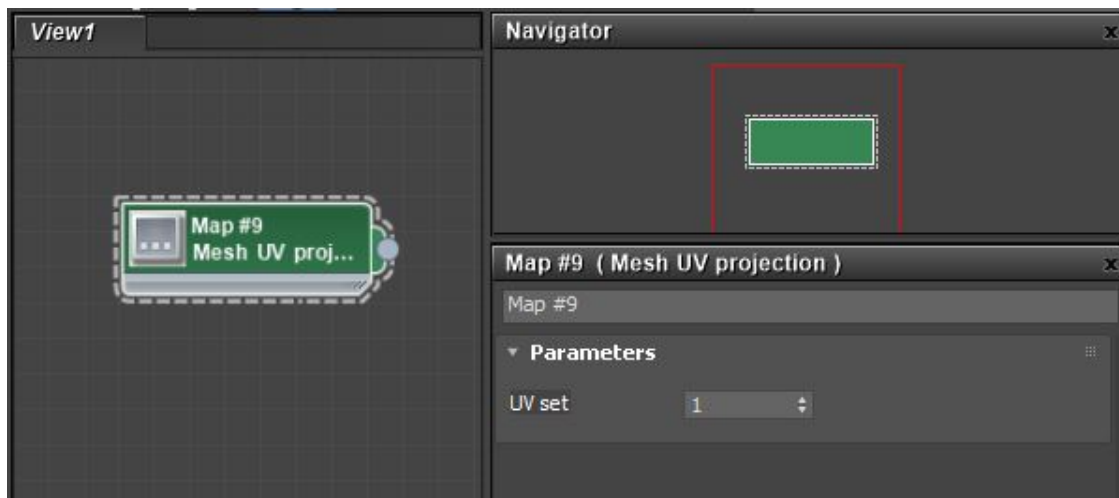 View1
Map #9
Mesh UV proj...
Navigator
x
Map #9 ( Mesh UV projection )
x
Map #9
Parameters
UV set 1